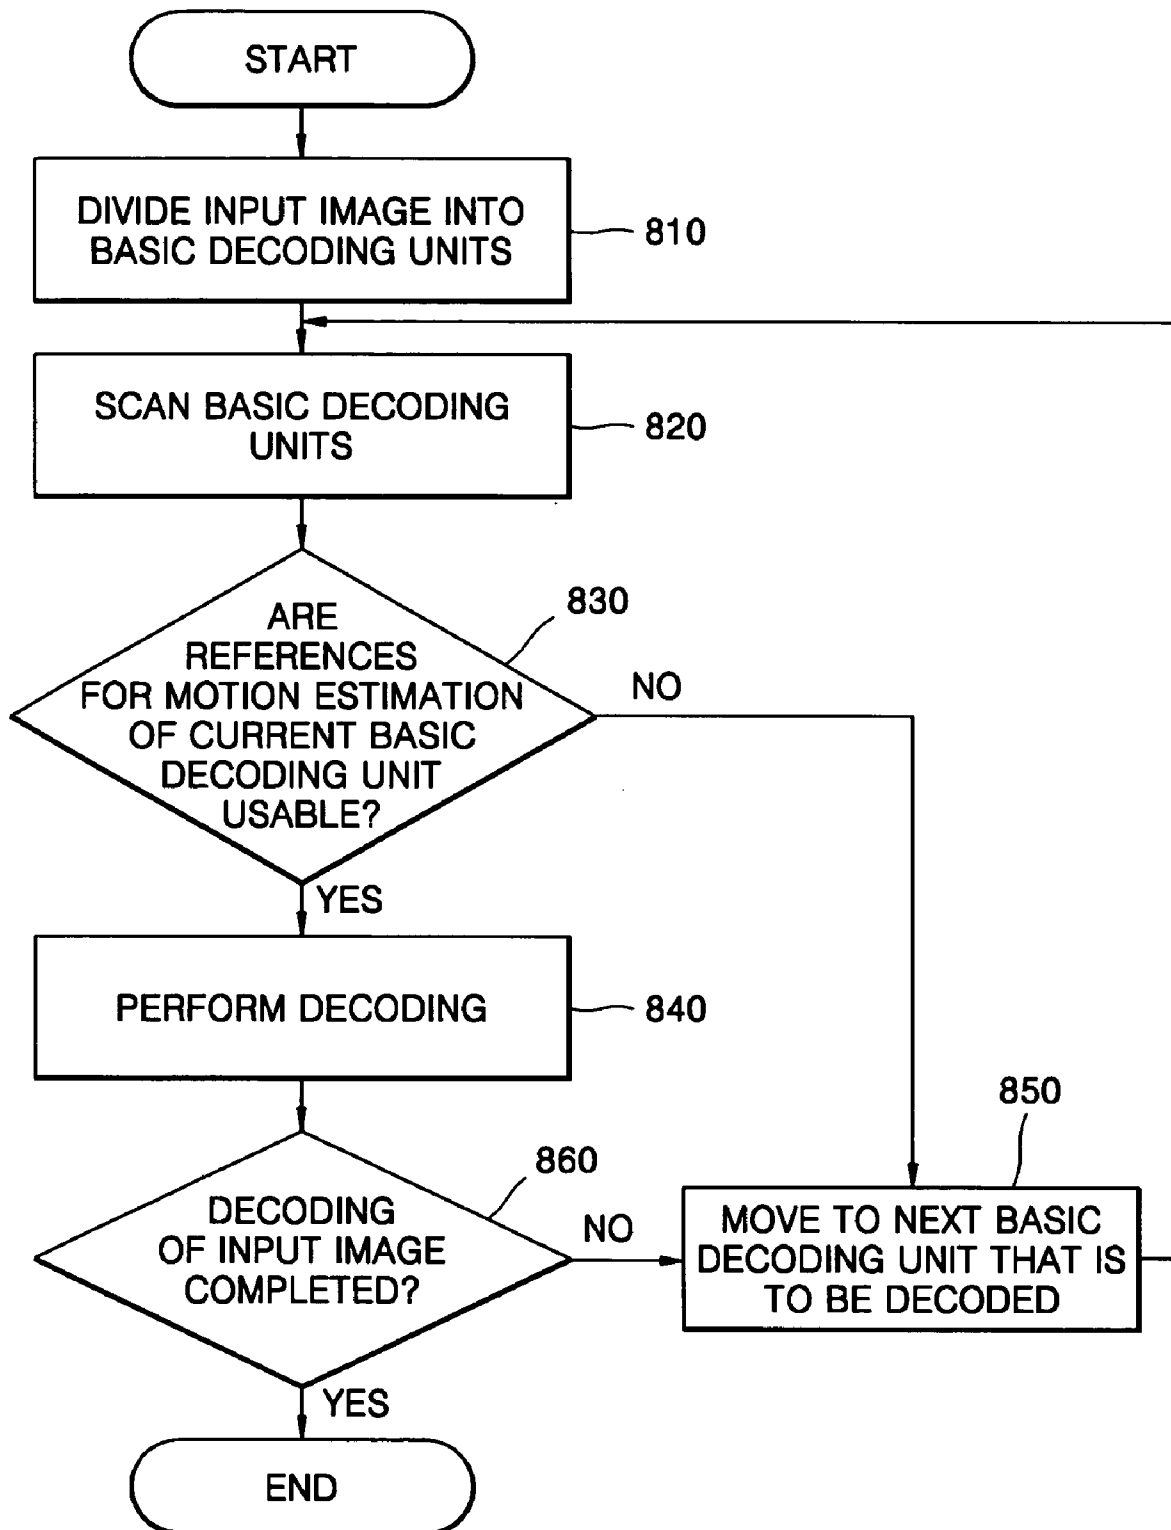 START
DIVIDE INPUT IMAGE INTO
BASIC DECODING UNITS
810
SCAN BASIC DECODING
UNITS
820
ARE
REFERENCES
FOR MOTION ESTIMATION
OF CURRENT BASIC
DECODING UNIT
USABLE?
830
NO
YES
PERFORM DECODING
840
DECODING
OF INPUT IMAGE
COMPLETED?
860
NO
850
MOVE TO NEXT BASIC
DECODING UNIT THAT IS
TO BE DECODED
YES
END